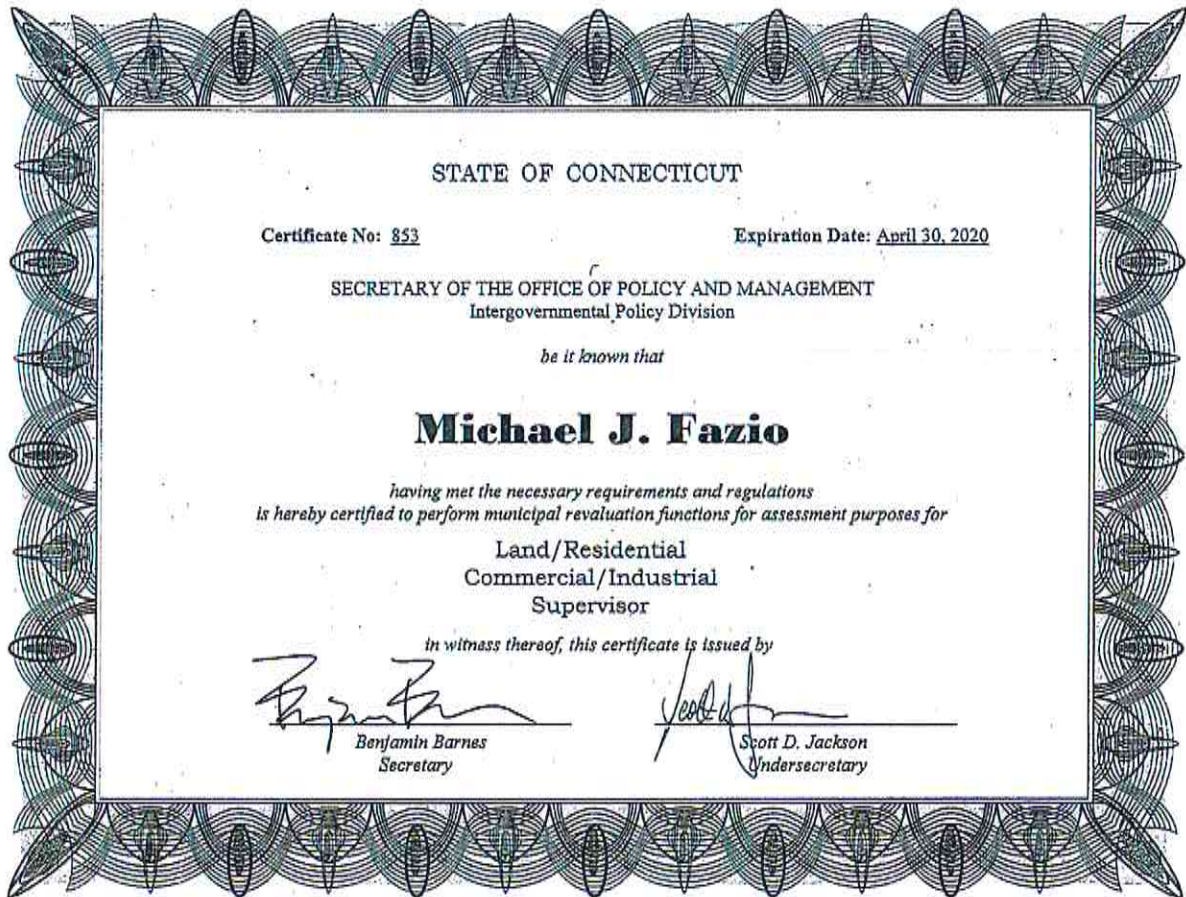 STATE OF CONNECTICUT
Certificate No: 853
Expiration Date: April 30, 2020
SECRETARY OF THE OFFICE OF POLICY AND MANAGEMENT
Intergovernmental Policy Division
be it known that
Michael J. Fazio
having met the necessary requirements and regulations
is hereby certified to perform municipal revaluation functions for assessment purposes for
Land/Residential
Commercial/Industrial
Supervisor
in witness thereof, this certificate is issued by
Benjamin Barnes
Secretary
Scott D. Jackson
Undersecretary